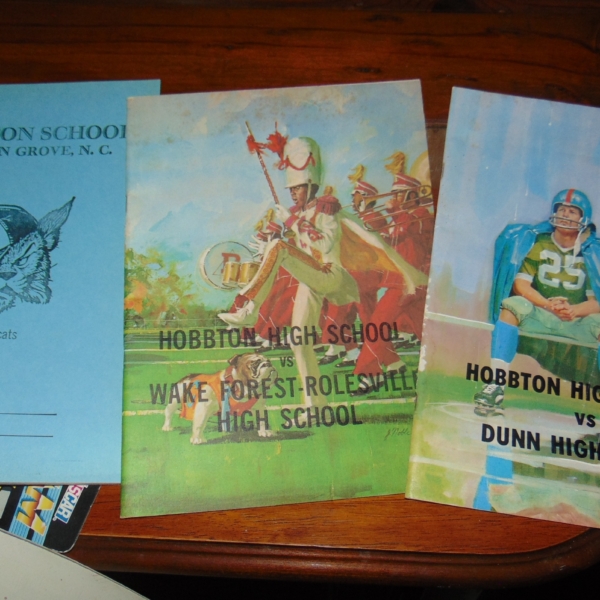 ON SCHOOL
N GROVE, N. C.
cats
HOBBTON HIGH SCHOOL
VS
WAKE FOREST-ROLESVILLE
HIGH SCHOOL
25
HOBBTON HIG
VS
DUNN HIGH